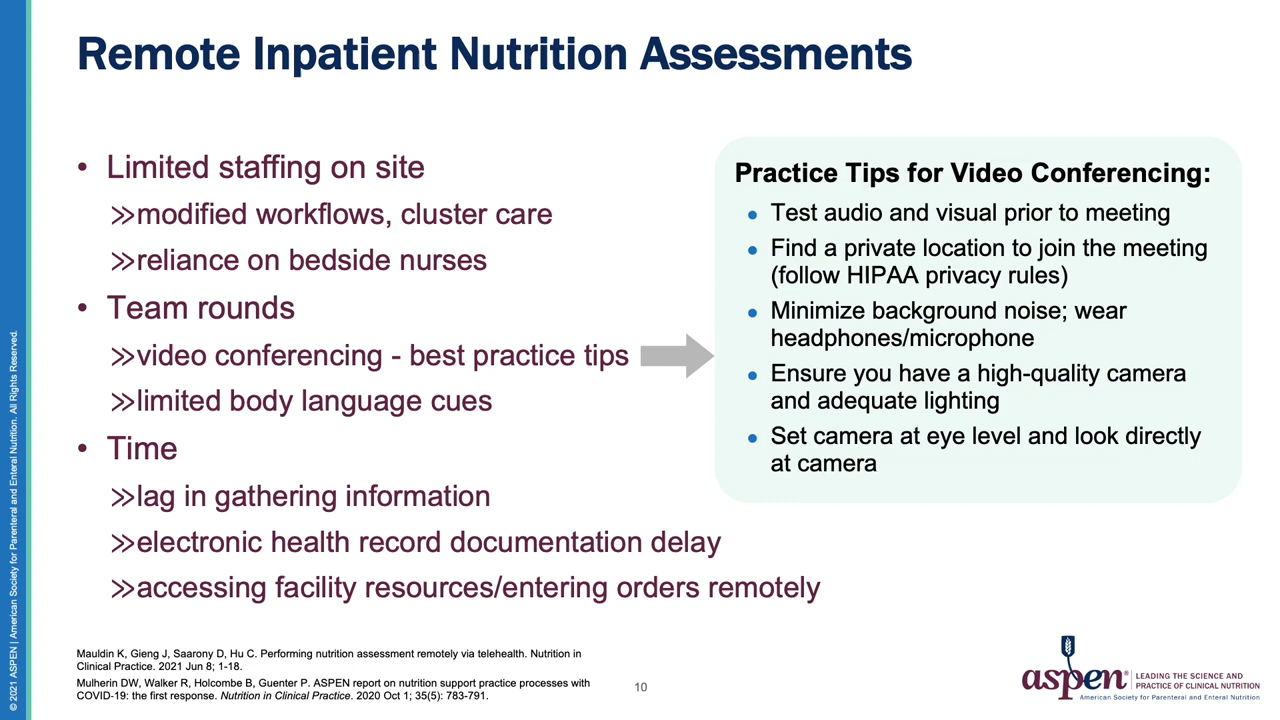 Remote Inpatient Nutrition Assessments
• Limited staffing on site
>>modified workflows, cluster care
>>reliance on bedside nurses
• Team rounds
>>video conferencing - best practice tips
>>limited body language cues
• Time
>>lag in gathering information
>>electronic health record documentation delay
>>accessing facility resources/entering orders remotely
Practice Tips for Video Conferencing:
• Test audio and visual prior to meeting
• Find a private location to join the meeting
(follow HIPAA privacy rules)
• Minimize background noise; wear
headphones/microphone
• Ensure you have a high-quality camera
and adequate lighting
• Set camera at eye level and look directly
at camera
Mauldin K, Gieng J, Saarony D, Hu C. Performing nutrition assessment remotely via telehealth. Nutrition in
Clinical Practice. 2021 Jun 8; 1-18.
Mulherin DW, Walker R, Holcombe B, Guenter P. ASPEN report on nutrition support practice processes with
COVID-19: the first response. Nutrition in Clinical Practice. 2020 Oct 1; 35(5): 783-791.
10
aspen®
LEADING THE SCIENCE AND
PRACTICE OF CLINICAL NUTRITION
American Society for Parenteral and Enteral Nutrition
© 2021 ASPEN | American Society for Parenteral and Enteral Nutrition. All Rights Reserved.